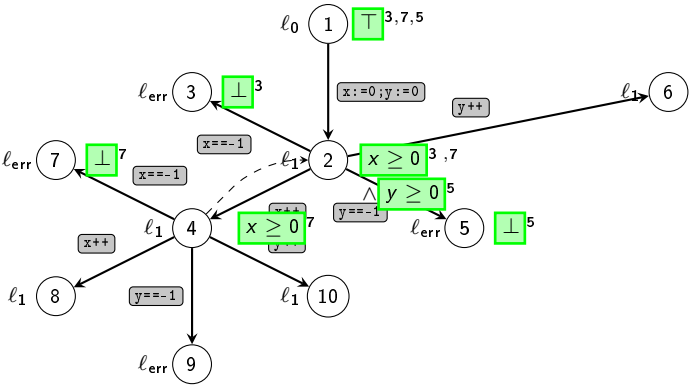 ℓ0 1 ⊤ 3,7,5
x:=0;y:=0
ℓerr 3 ⊥ 3
ℓ1 6
y++
x==-1
ℓerr 7 ⊥ 7
ℓ1 2 x ≥ 0 3 ,7
x==-1
∧ y ≥ 0 5
y==-1
ℓ1 4 x ≥ 0 7
x++
ℓerr 5 ⊥ 5
x++
y++
ℓ1 8
y==-1
ℓ1 10
ℓerr 9